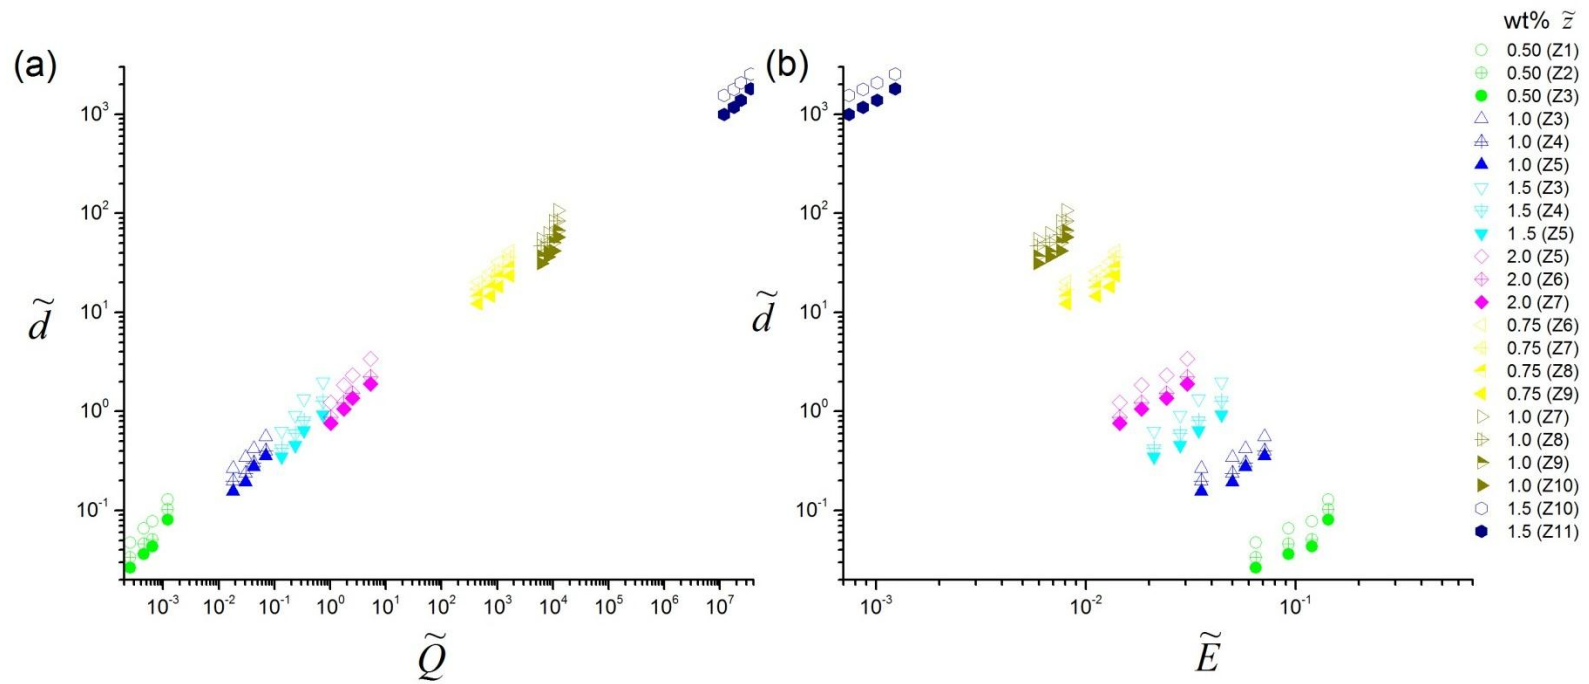 (a)
10³
10²
10¹
10⁰
10⁻¹
d̃
10⁻³
10⁻²
10⁻¹
10⁰
10¹
10²
10³
10⁴
10⁵
10⁶
10⁷
Q̃
(b)
10³
10²
10¹
10⁰
10⁻¹
d̃
10⁻³
10⁻²
10⁻¹
Ẽ
wt% z̃
0.50 (Z1)
0.50 (Z2)
0.50 (Z3)
1.0 (Z3)
1.0 (Z4)
1.0 (Z5)
1.5 (Z3)
1.5 (Z4)
1.5 (Z5)
2.0 (Z5)
2.0 (Z6)
2.0 (Z7)
0.75 (Z6)
0.75 (Z7)
0.75 (Z8)
0.75 (Z9)
1.0 (Z7)
1.0 (Z8)
1.0 (Z9)
1.0 (Z10)
1.5 (Z10)
1.5 (Z11)